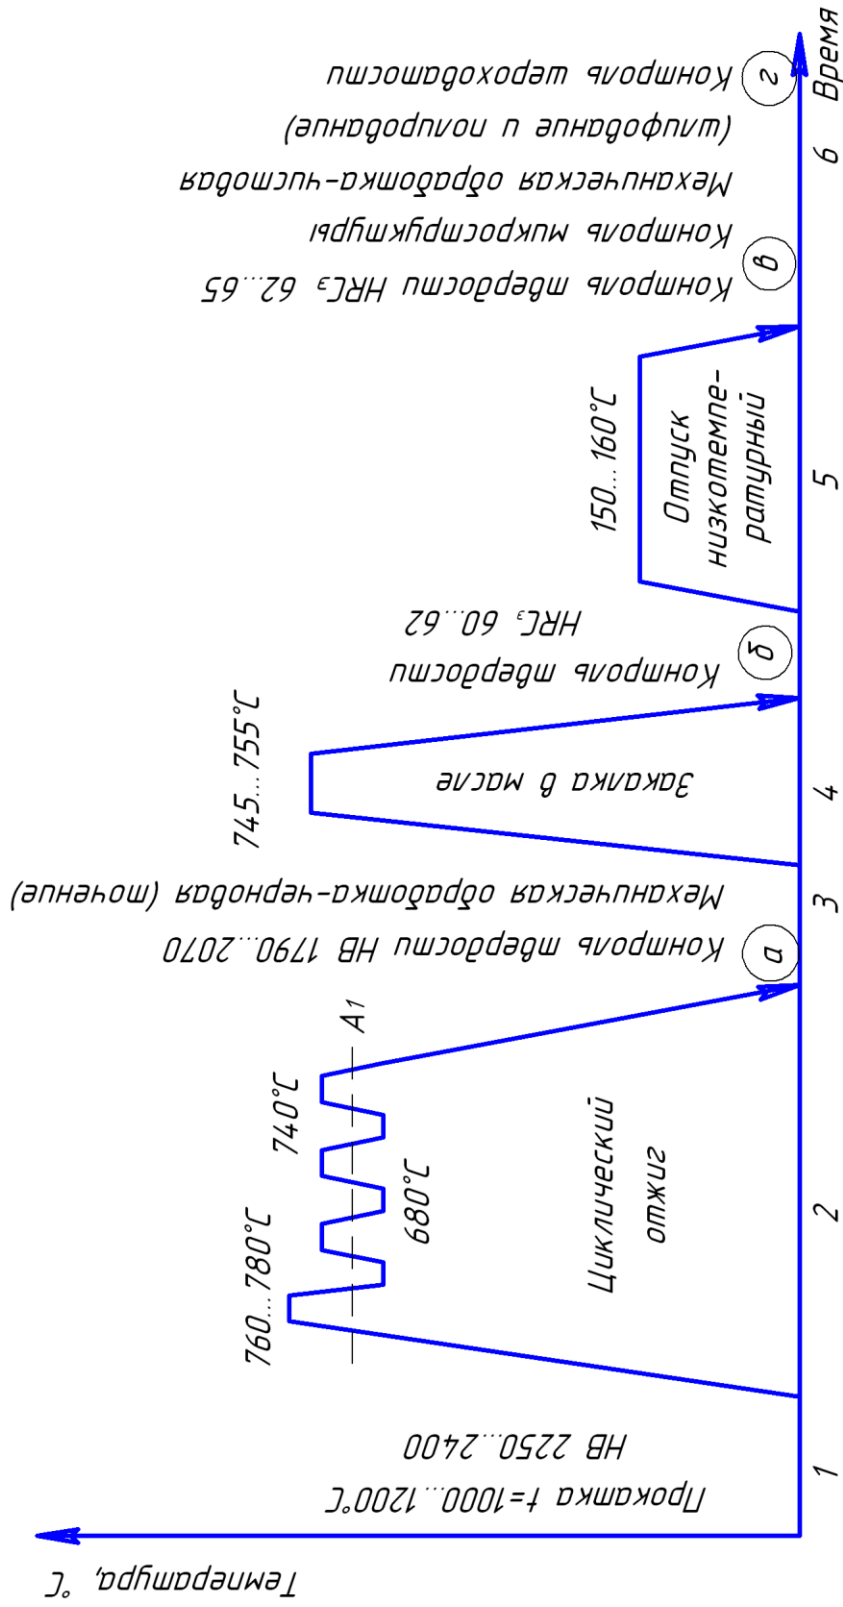 Температура, °С
Прокатка t=1000...1200°С
НВ 2250...2400
760...780°С
740°С
А1
680°С
Циклический
отжиг
Контроль твердости НВ 1790...2070
а
Механическая обработка-черновая (точение)
745...755°С
Закалка в масле
Контроль твердости
HRCэ 60...62
б
150...160°С
Отпуск
низкотемпе-
ратурный
Контроль твердости HRCэ 62...65
Контроль микроструктуры
в
Механическая обработка-чистовая
(шлифование и полирование)
Контроль шероховатости
г
1
2
3
4
5
6
Время